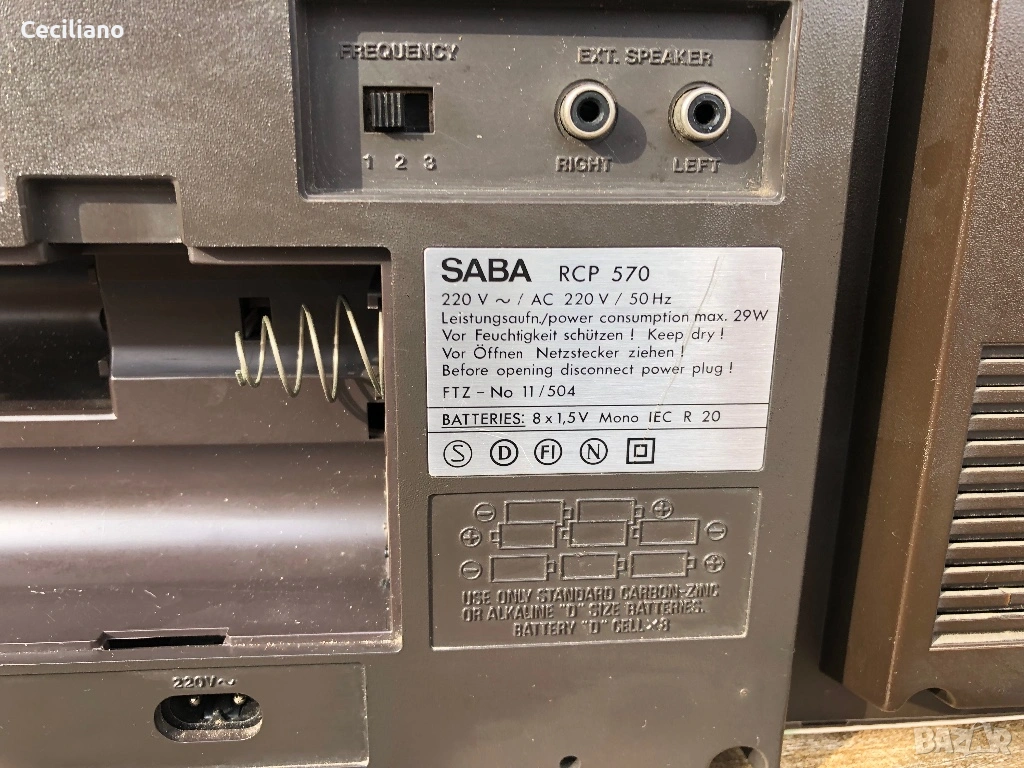 Ceciliano
FREQUENCY
EXT. SPEAKER
1 2 3
RIGHT
LEFT
SABA RCP 570
220 V ~ / AC 220 V / 50 Hz
Leistungsaufn./power consumption max. 29W
Vor Feuchtigkeit schützen ! Keep dry !
Vor Öffnen Netzstecker ziehen !
Before opening disconnect power plug !
FTZ – No 11/504
BATTERIES: 8 x 1,5V Mono IEC R 20
S D FI N
USE ONLY STANDARD CARBON-ZINC
OR ALKALINE "D" SIZE BATTERIES.
BATTERY "D" CELL×8
220V~
BAZAR